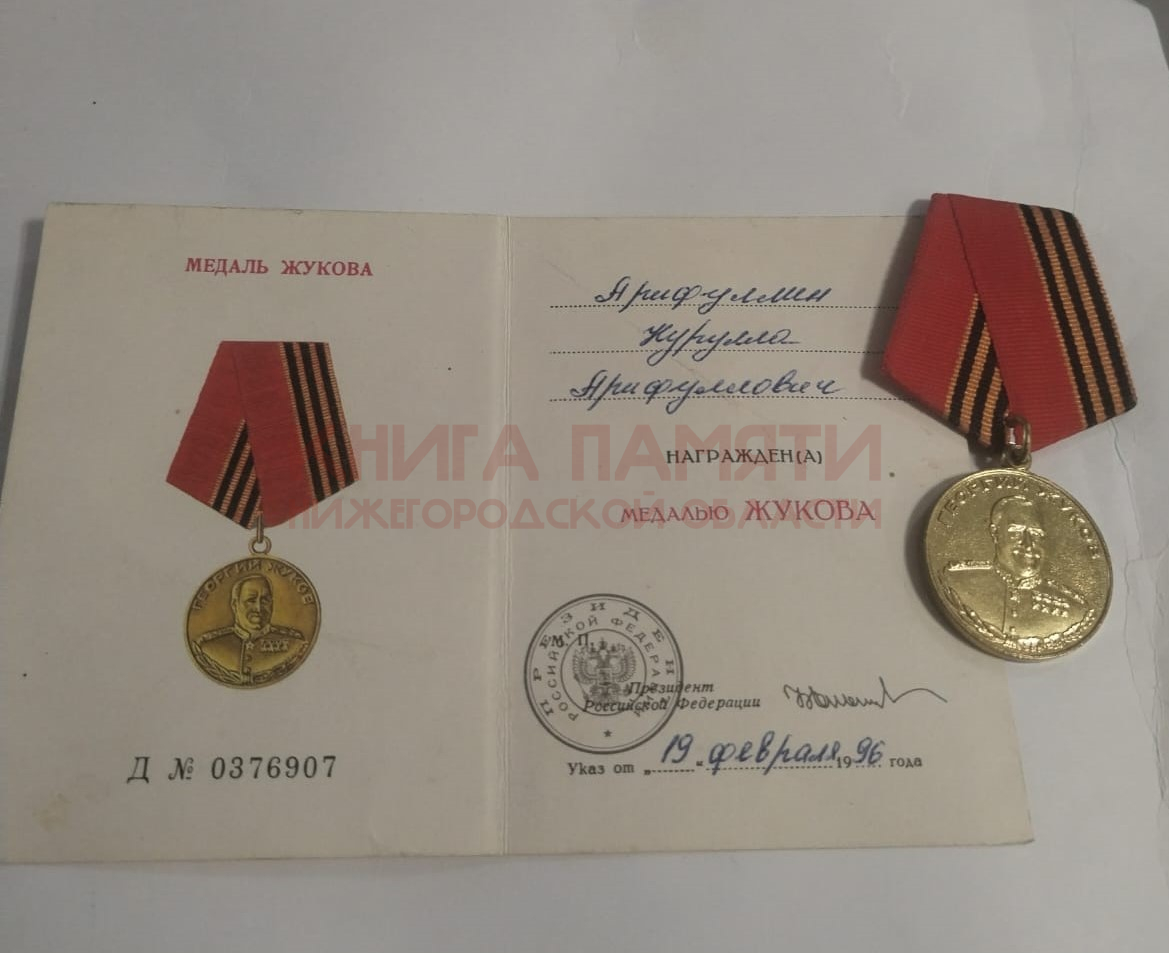 МЕДАЛЬ ЖУКОВА
ГЕОРГИЙ ЖУКОВ
Д № 0376907
Арифуллин
Нурулла
Арифуллович
НАГРАЖДЕН(А)
МЕДАЛЬЮ ЖУКОВА
ПРЕЗИДЕНТ
РОССИЙСКОЙ ФЕДЕРАЦИИ
М. П.
Президент
Российской Федерации
Указ от „19“ февраля 1996 года
ГЕОРГИЙ ЖУКОВ
КНИГА ПАМЯТИ
НИЖЕГОРОДСКОЙ ОБЛАСТИ